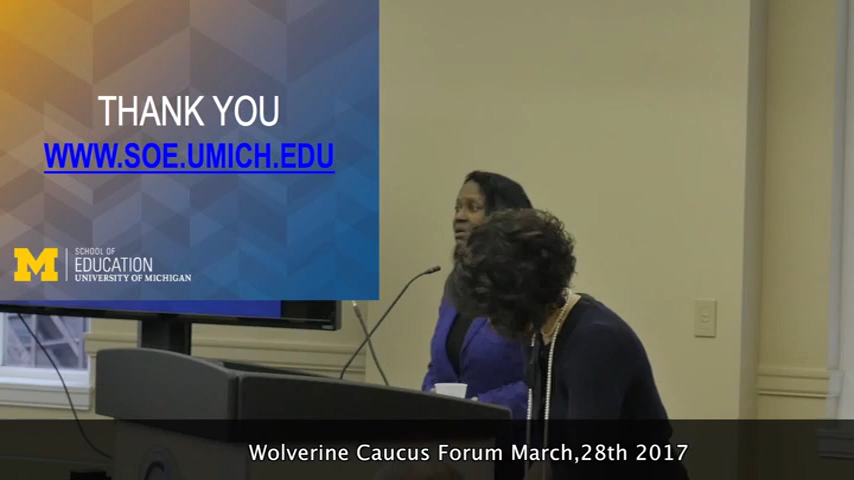 THANK YOU
WWW.SOE.UMICH.EDU
M
SCHOOL OF
EDUCATION
UNIVERSITY OF MICHIGAN
Wolverine Caucus Forum March,28th 2017